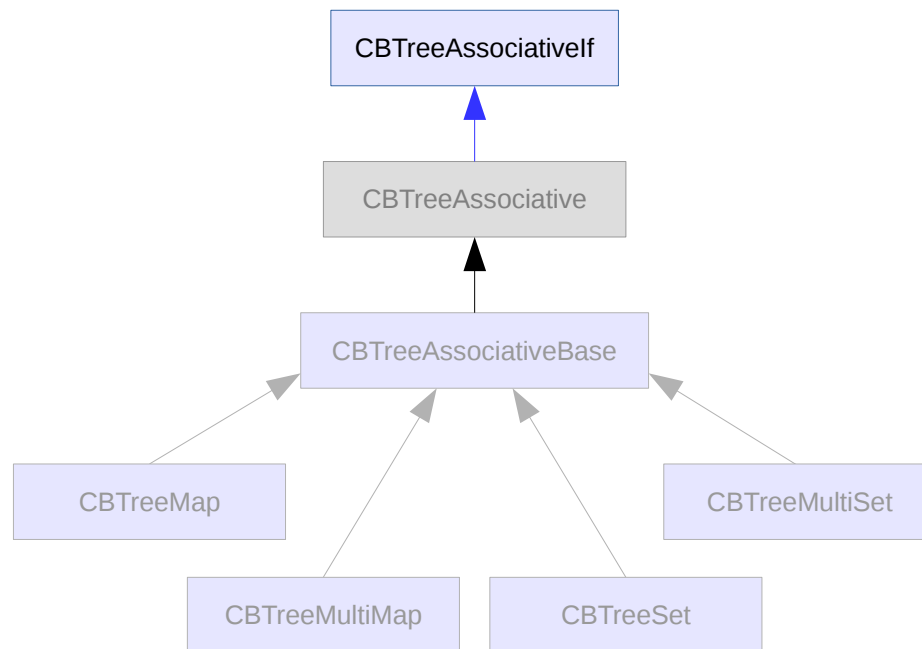 CBTreeAssociativeIf
CBTreeAssociative
CBTreeAssociativeBase
CBTreeMap
CBTreeMultiSet
CBTreeMultiMap
CBTreeSet